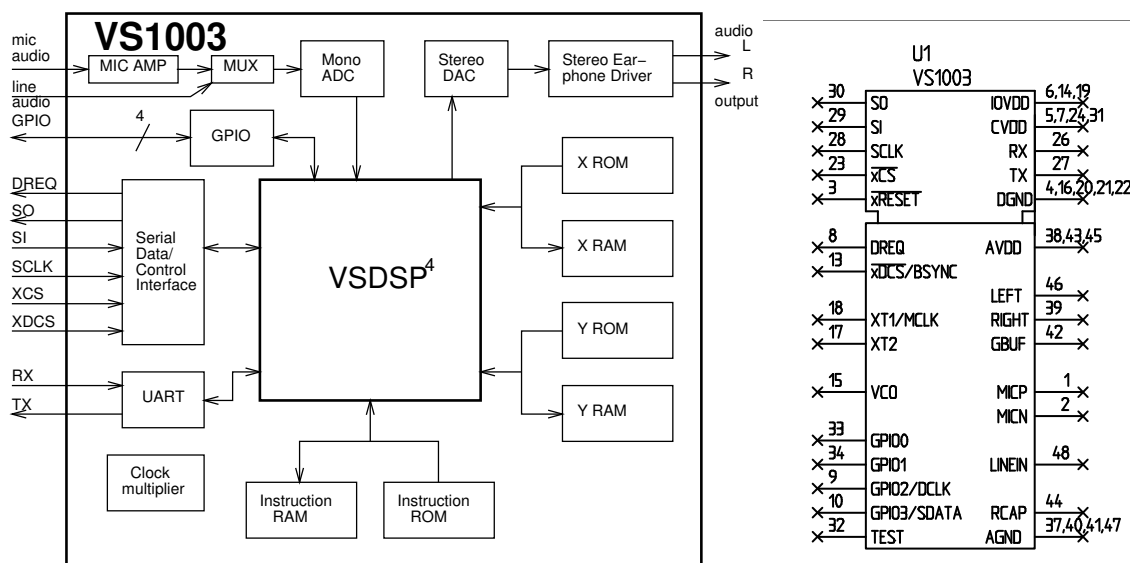 VS1003
mic
audio
MIC AMP
MUX
Mono
ADC
Stereo
DAC
Stereo Ear-
phone Driver
audio
L
R
output
line
audio
GPIO
4
GPIO
X ROM
X RAM
DREQ
SO
SI
SCLK
XCS
XDCS
Serial
Data/
Control
Interface
VSDSP4
Y ROM
Y RAM
RX
TX
UART
Clock
multiplier
Instruction
RAM
Instruction
ROM
U1
VS1003
30 SO IOVDD 6,14,19
29 SI CVDD 5,7,24,31
28 SCLK RX 26
23 xCS TX 27
3 xRESET DGND 4,16,20,21,22
8 DREQ AVDD 38,43,45
13 xDCS/BSYNC
LEFT 46
18 XT1/MCLK RIGHT 39
17 XT2 GBUF 42
15 VCO MICP 1
MICN 2
33 GPIO0
34 GPIO1 LINEIN 48
9 GPIO2/DCLK
10 GPIO3/SDATA RCAP 44
32 TEST AGND 37,40,41,47